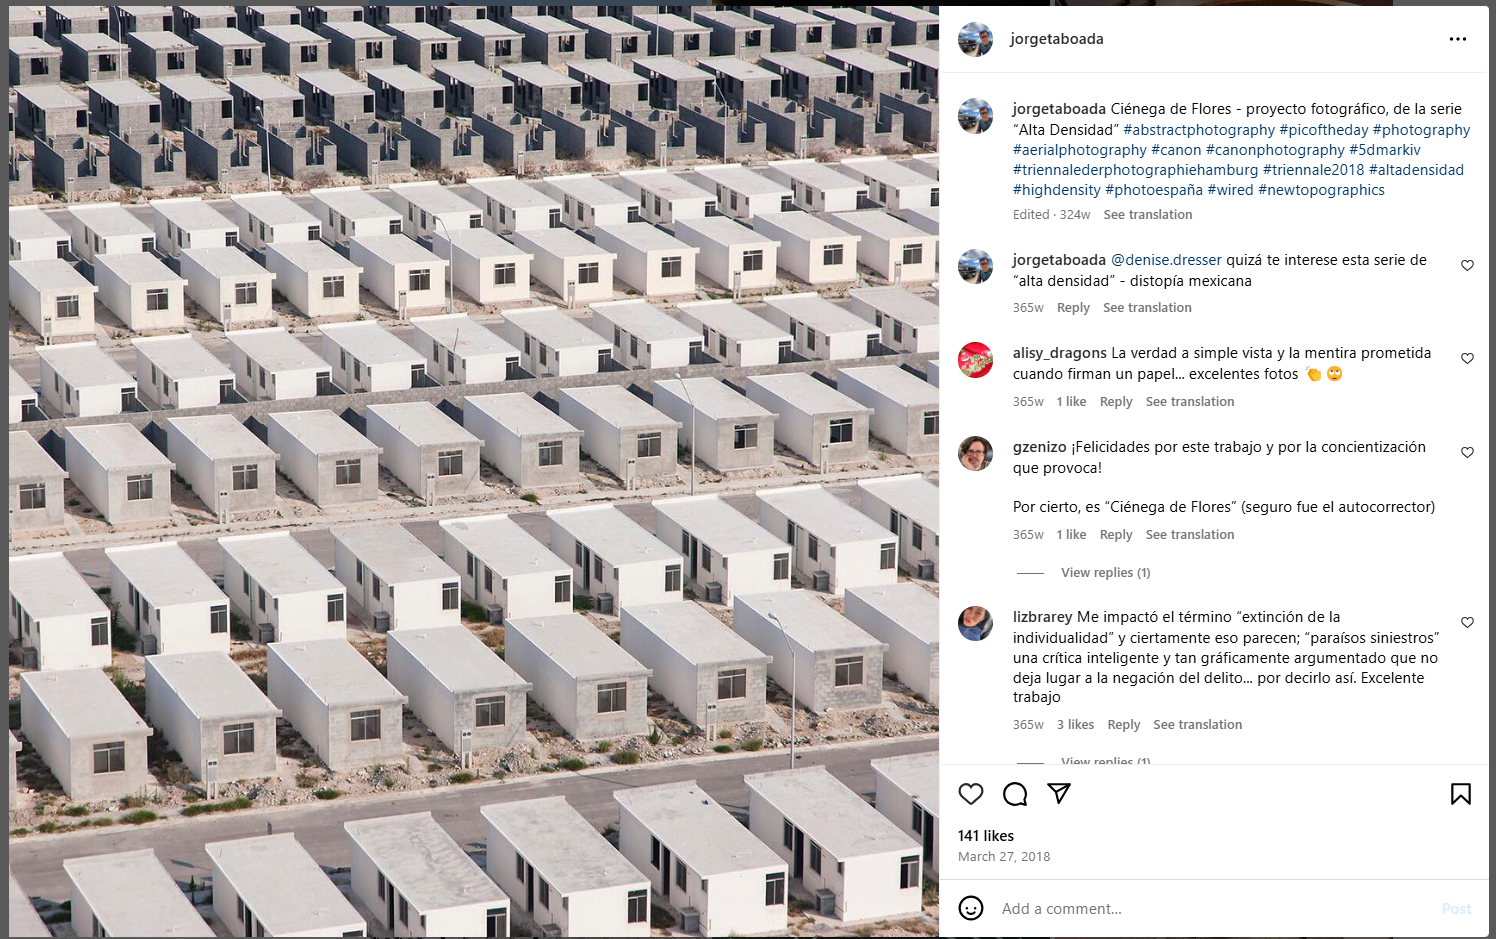 jorgetaboada
jorgetaboada Ciénega de Flores - proyecto fotográfico, de la serie
“Alta Densidad” #abstractphotography #picoftheday #photography
#aerialphotography #canon #canonphotography #5dmarkiv
#triennalederphotographiehamburg #triennale2018 #altadensidad
#highdensity #photoespaña #wired #newtopographics
Edited · 324w See translation
jorgetaboada @denise.dresser quizá te interese esta serie de
“alta densidad” - distopía mexicana
365w Reply See translation
alisy_dragons La verdad a simple vista y la mentira prometida
cuando firman un papel... excelentes fotos 👏🙄
365w 1 like Reply See translation
gzenizo ¡Felicidades por este trabajo y por la concientización
que provoca!
Por cierto, es “Ciénega de Flores” (seguro fue el autocorrector)
365w 1 like Reply See translation
View replies (1)
lizbrarey Me impactó el término “extinción de la
individualidad” y ciertamente eso parecen; “paraísos siniestros”
una crítica inteligente y tan gráficamente argumentado que no
deja lugar a la negación del delito... por decirlo así. Excelente
trabajo
365w 3 likes Reply See translation
View replies (1)
141 likes
March 27, 2018
Add a comment...
Post